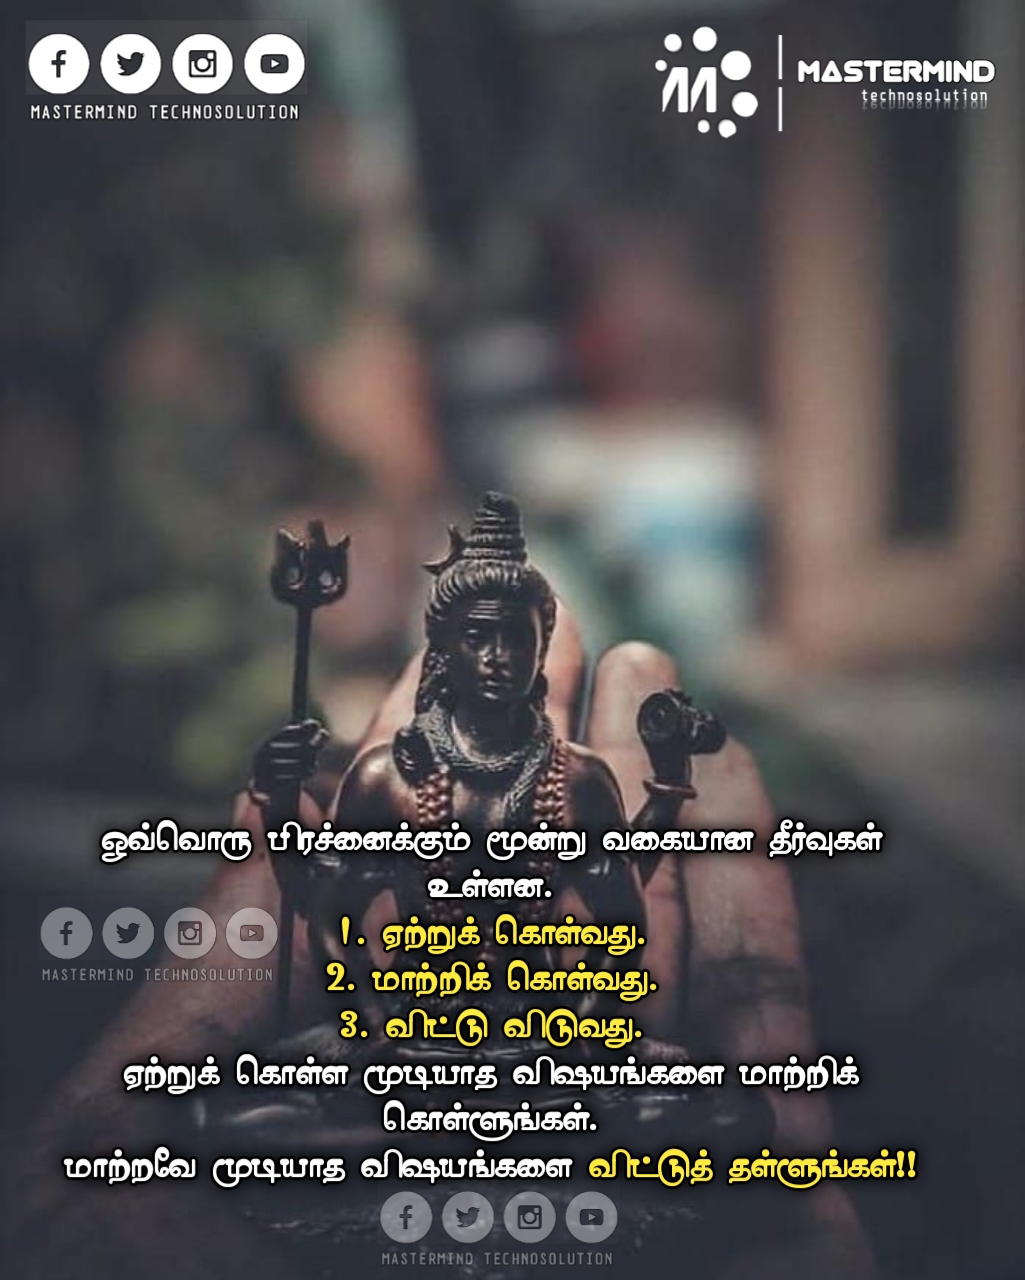 MASTERMIND TECHNOSOLUTION
M
MASTERMIND
technosolution
ஒவ்வொரு பிரச்னைக்கும் மூன்று வகையான தீர்வுகள்
உள்ளன.
1. ஏற்றுக் கொள்வது.
2. மாற்றிக் கொள்வது.
3. விட்டு விடுவது.
ஏற்றுக் கொள்ள முடியாத விஷயங்களை மாற்றிக்
கொள்ளுங்கள்.
மாற்றவே முடியாத விஷயங்களை விட்டுத் தள்ளுங்கள்!!
MASTERMIND TECHNOSOLUTION
MASTERMIND TECHNOSOLUTION